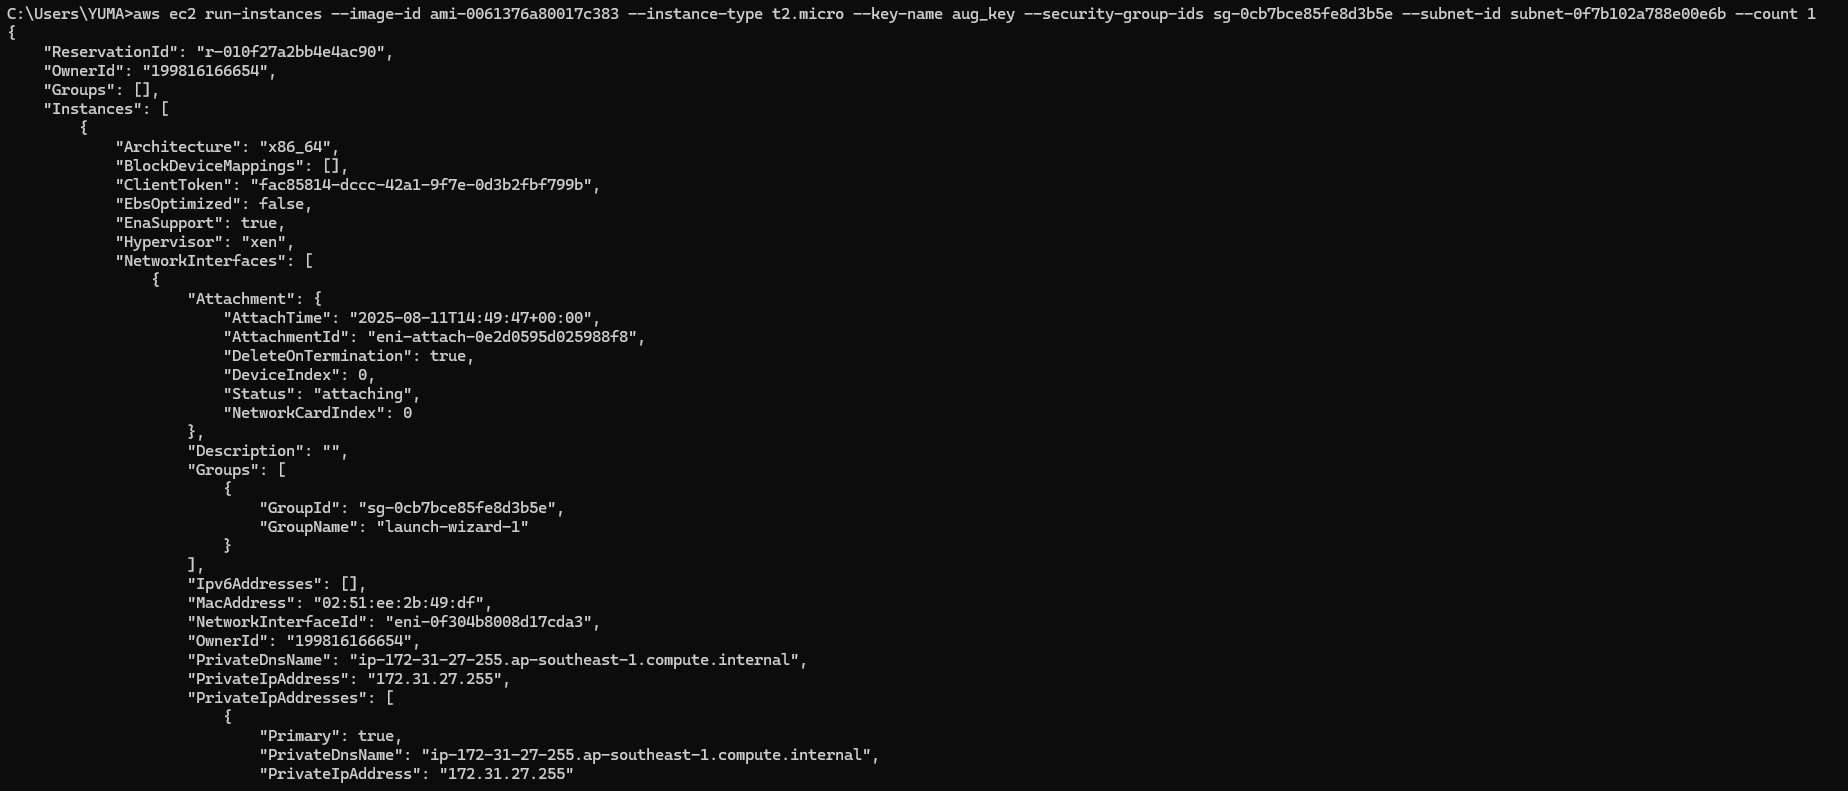 C:\Users\YUMA>aws ec2 run-instances --image-id ami-0061376a80017c383 --instance-type t2.micro --key-name aug_key --security-group-ids sg-0cb7bce85fe8d3b5e --subnet-id subnet-0f7b102a788e00e6b --count 1
{
    "ReservationId": "r-010f27a2bb4e4ac90",
    "OwnerId": "199816166654",
    "Groups": [],
    "Instances": [
        {
            "Architecture": "x86_64",
            "BlockDeviceMappings": [],
            "ClientToken": "fac85814-dccc-42a1-9f7e-0d3b2fbf799b",
            "EbsOptimized": false,
            "EnaSupport": true,
            "Hypervisor": "xen",
            "NetworkInterfaces": [
                {
                    "Attachment": {
                        "AttachTime": "2025-08-11T14:49:47+00:00",
                        "AttachmentId": "eni-attach-0e2d0595d025988f8",
                        "DeleteOnTermination": true,
                        "DeviceIndex": 0,
                        "Status": "attaching",
                        "NetworkCardIndex": 0
                    },
                    "Description": "",
                    "Groups": [
                        {
                            "GroupId": "sg-0cb7bce85fe8d3b5e",
                            "GroupName": "launch-wizard-1"
                        }
                    ],
                    "Ipv6Addresses": [],
                    "MacAddress": "02:51:ee:2b:49:df",
                    "NetworkInterfaceId": "eni-0f304b8008d17cda3",
                    "OwnerId": "199816166654",
                    "PrivateDnsName": "ip-172-31-27-255.ap-southeast-1.compute.internal",
                    "PrivateIpAddress": "172.31.27.255",
                    "PrivateIpAddresses": [
                        {
                            "Primary": true,
                            "PrivateDnsName": "ip-172-31-27-255.ap-southeast-1.compute.internal",
                            "PrivateIpAddress": "172.31.27.255"